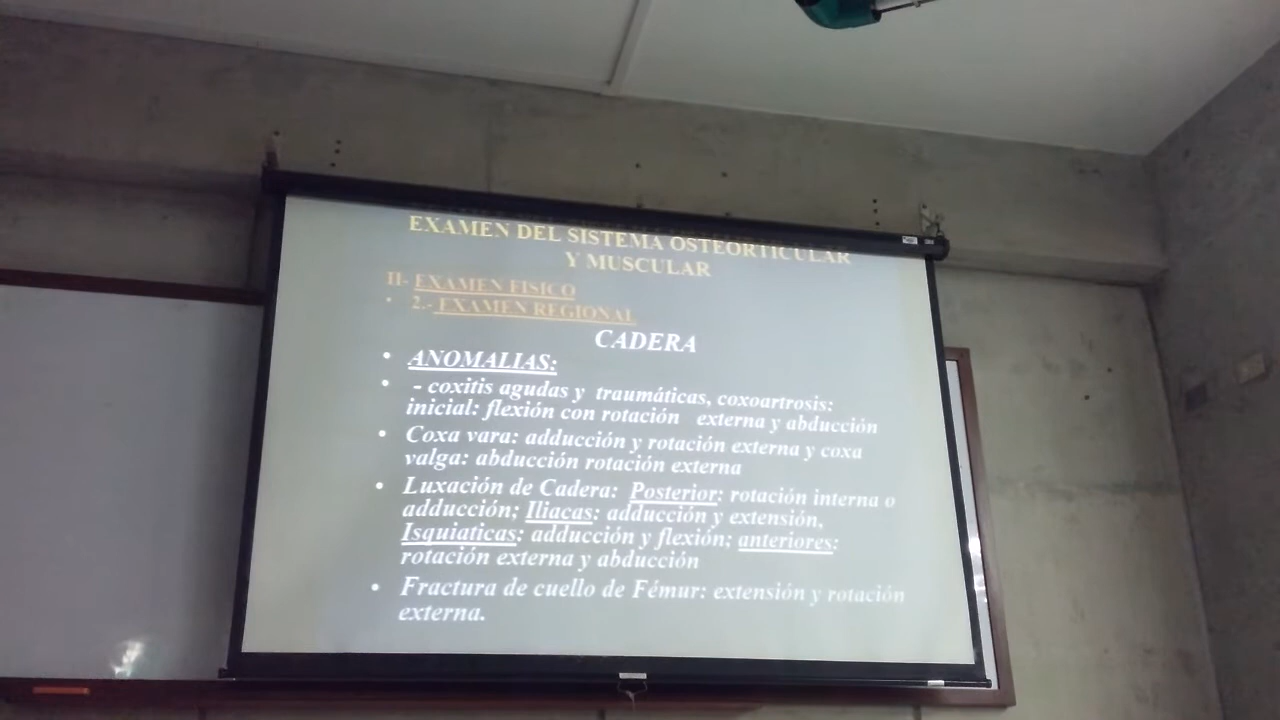 EXAMEN DEL SISTEMA OSTEORTICULAR
Y MUSCULAR
II- EXAMEN FISICO
• 2.- EXAMEN REGIONAL
CADERA
• ANOMALIAS:
• - coxitis agudas y traumáticas, coxoartrosis:
inicial: flexión con rotación externa y abducción
• Coxa vara: adducción y rotación externa y coxa
valga: abducción rotación externa
• Luxación de Cadera: Posterior: rotación interna o
adducción; Iliacas: adducción y extensión,
Isquiaticas: adducción y flexión; anteriores:
rotación externa y abducción
• Fractura de cuello de Fémur: extensión y rotación
externa.